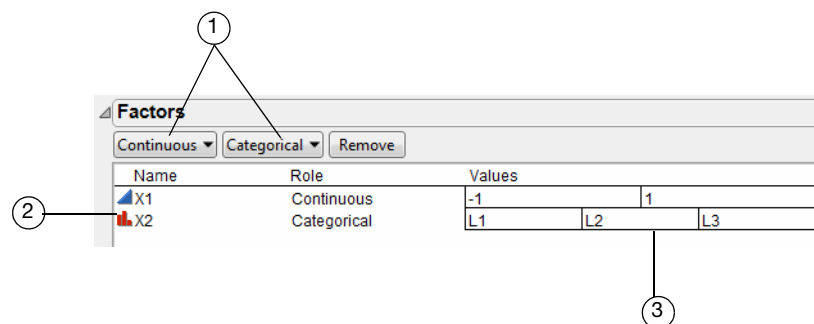 1
Factors
Continuous Categorical Remove
Name Role Values
X1 Continuous -1 1
2 X2 Categorical L1 L2 L3
3